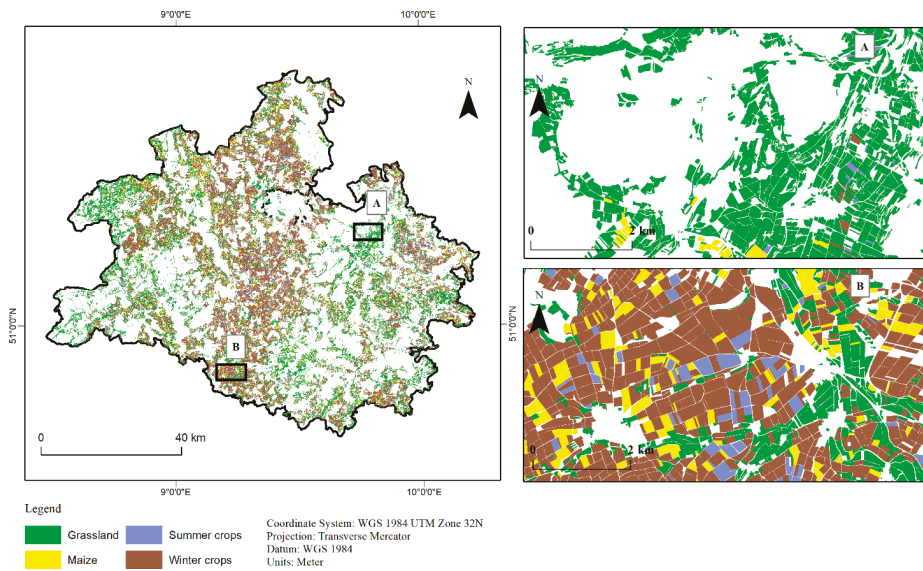 9°0'0"E
10°0'0"E
N
A
51°0'0"N
51°0'0"N
B
0
40 km
9°0'0"E
10°0'0"E
A
N
0
2 km
B
N
0
2 km
Legend
Grassland
Summer crops
Maize
Winter crops
Coordinate System: WGS 1984 UTM Zone 32N
Projection: Transverse Mercator
Datum: WGS 1984
Units: Meter